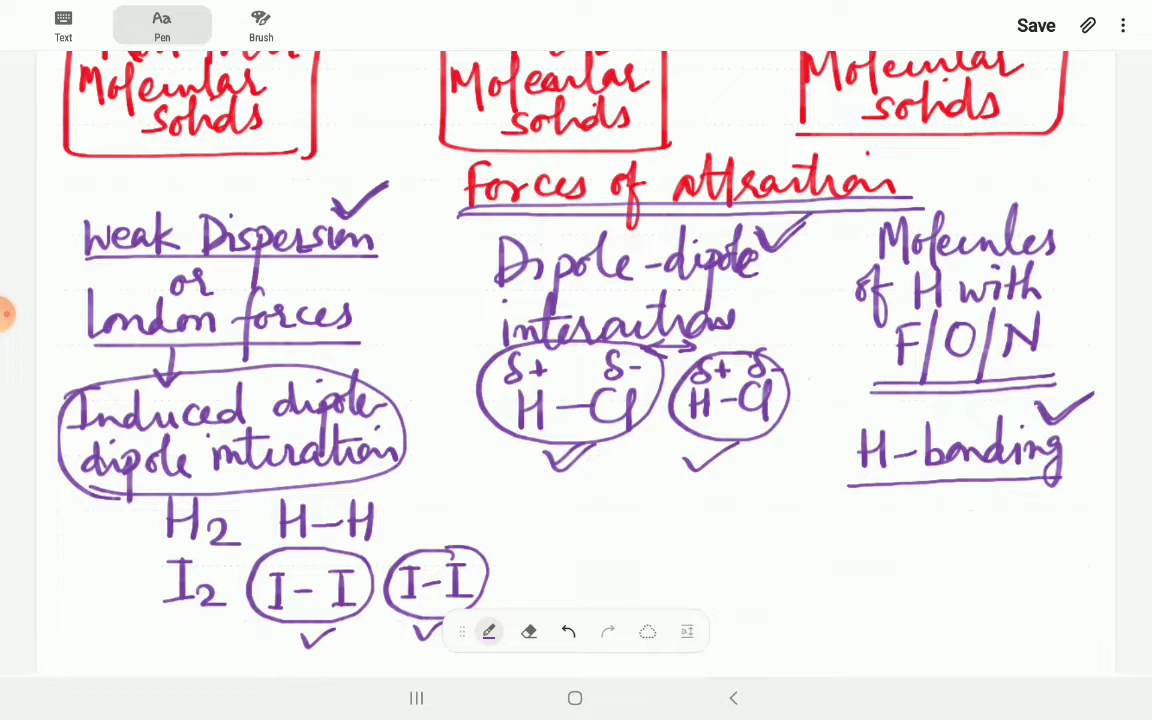 Save
Text
Pen
Brush
Molecular
solids
Molecular
solids
Molecular
solids
Forces of attraction
Weak Dispersion
or
London forces
Induced dipole-
dipole interation
H2 H-H
I2 I-I I-I
Dipole-dipole
interactions
δ+ δ- δ+ δ-
H-Cl H-Cl
Molecules
of H with
F/O/N
H-bonding